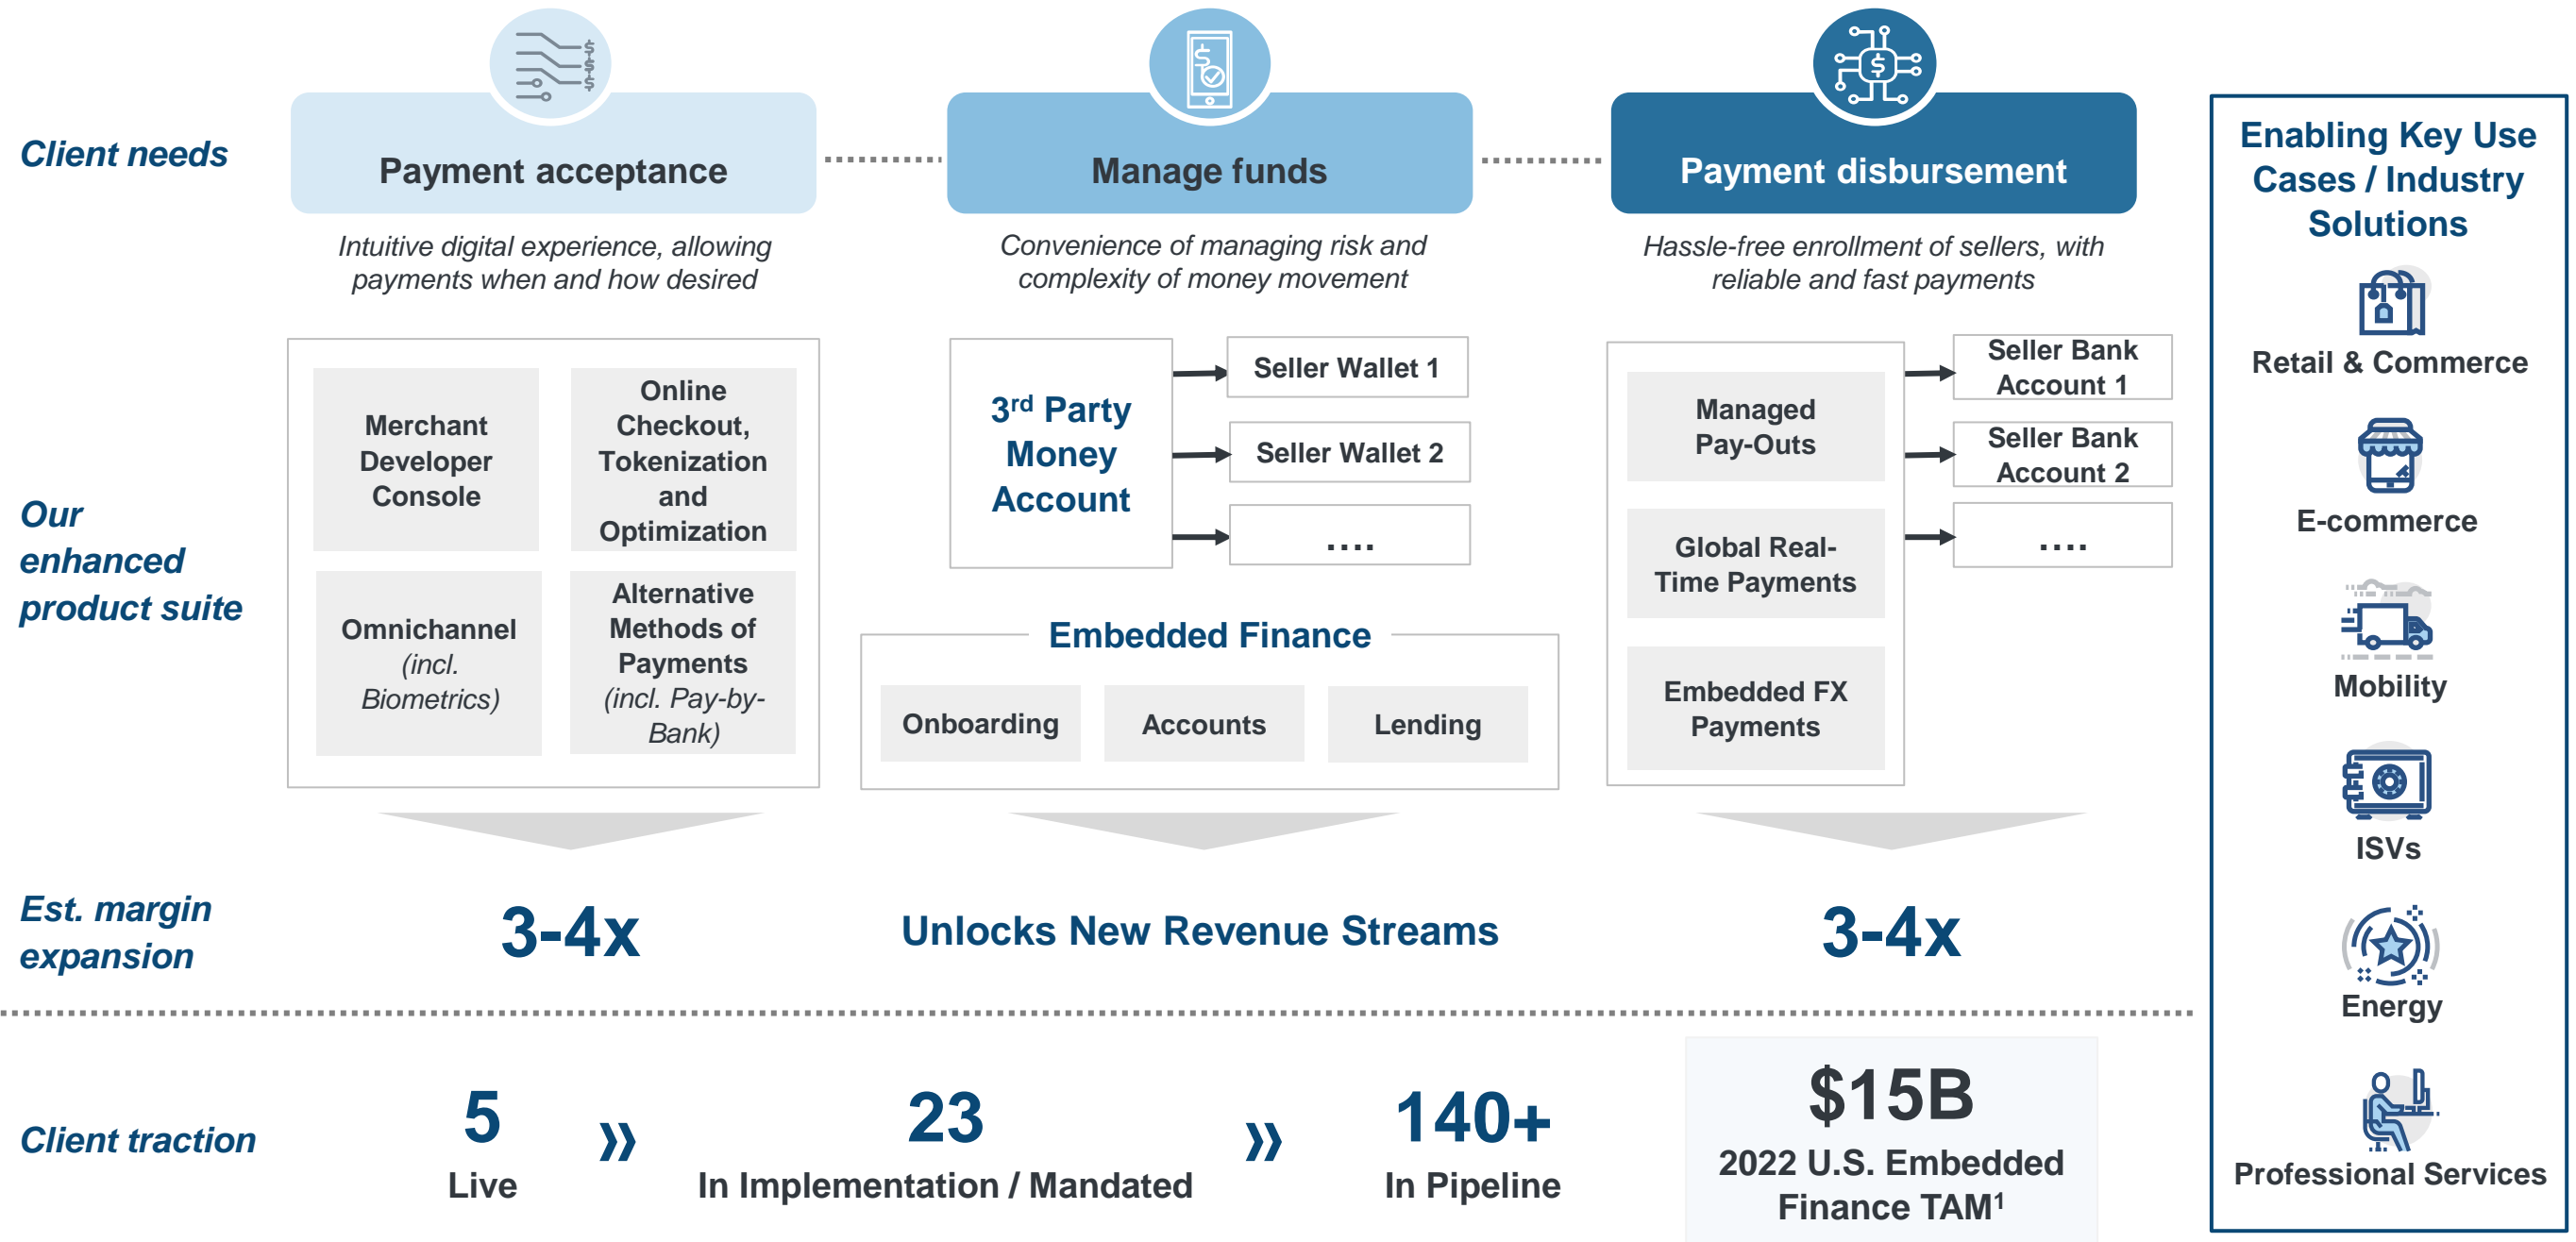 Client needs
Payment acceptance
Manage funds
Payment disbursement
Intuitive digital experience, allowing
payments when and how desired
Convenience of managing risk and
complexity of money movement
Hassle-free enrollment of sellers, with
reliable and fast payments
Our
enhanced
product suite
Merchant
Developer
Console
Online
Checkout,
Tokenization
and
Optimization
Omnichannel
(incl.
Biometrics)
Alternative
Methods of
Payments
(incl. Pay-by-
Bank)
3rd Party
Money
Account
Seller Wallet 1
Seller Wallet 2
....
Embedded Finance
Onboarding
Accounts
Lending
Managed
Pay-Outs
Global Real-
Time Payments
Embedded FX
Payments
Seller Bank
Account 1
Seller Bank
Account 2
....
Est. margin
expansion
3-4x
Unlocks New Revenue Streams
3-4x
Client traction
5
Live
»
23
In Implementation / Mandated
»
140+
In Pipeline
$15B
2022 U.S. Embedded
Finance TAM1
Enabling Key Use
Cases / Industry
Solutions
Retail & Commerce
E-commerce
Mobility
ISVs
Energy
Professional Services